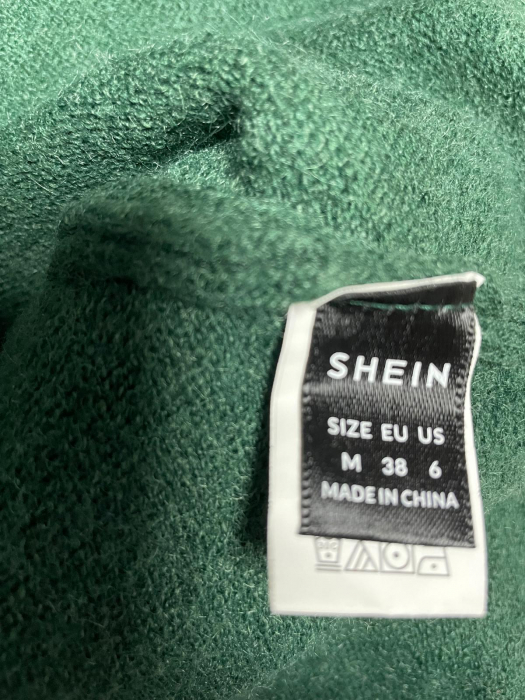 SHEIN
SIZE EU US
M 38 6
MADE IN CHINA